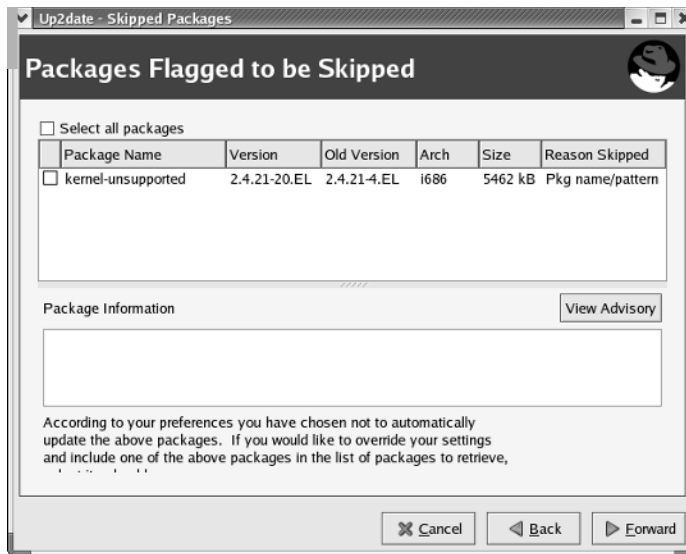 Up2date - Skipped Packages
Packages Flagged to be Skipped
Select all packages
Package Name Version Old Version Arch Size Reason Skipped
kernel-unsupported 2.4.21-20.EL 2.4.21-4.EL i686 5462 kB Pkg name/pattern
Package Information View Advisory
According to your preferences you have chosen not to automatically
update the above packages. If you would like to override your settings
and include one of the above packages in the list of packages to retrieve,
Cancel Back Forward